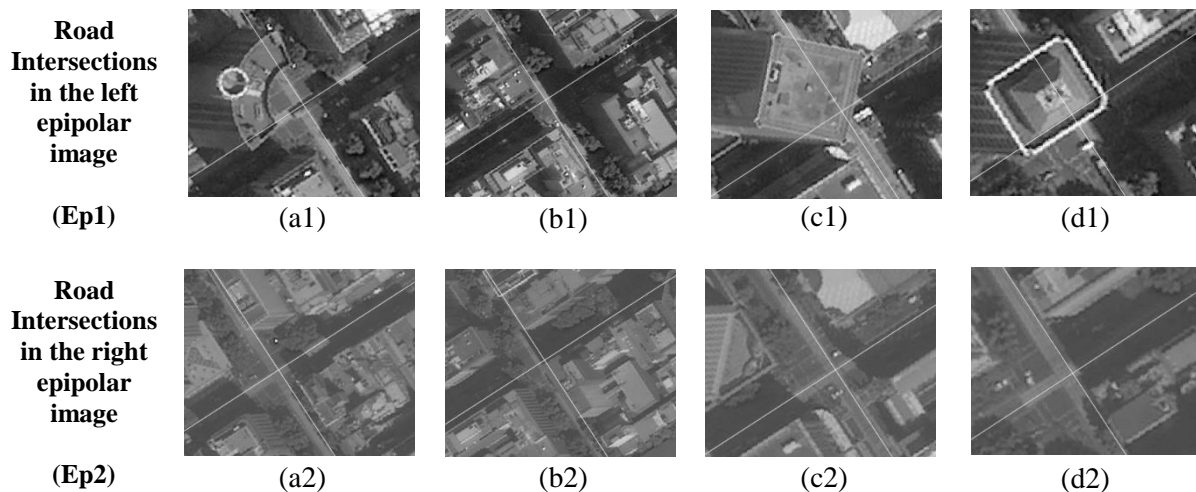 Road
Intersections
in the left
epipolar
image
(Ep1)
(a1) (b1) (c1) (d1)
Road
Intersections
in the right
epipolar
image
(Ep2)
(a2) (b2) (c2) (d2)